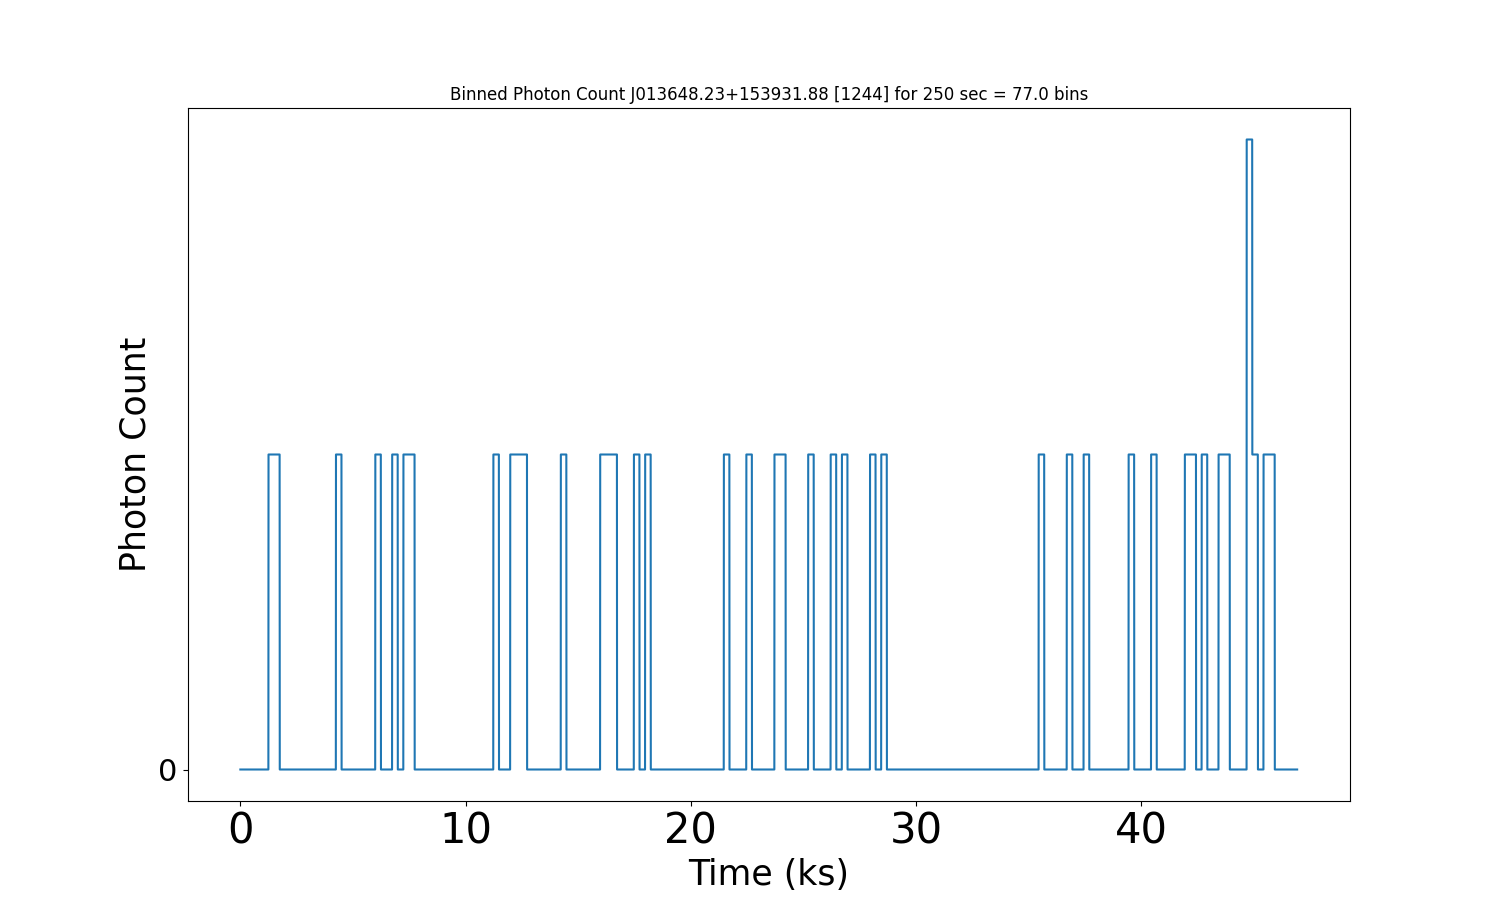 Binned Photon Count J013648.23+153931.88 [1244] for 250 sec = 77.0 bins
Photon Count
0
0 10 20 30 40
Time (ks)